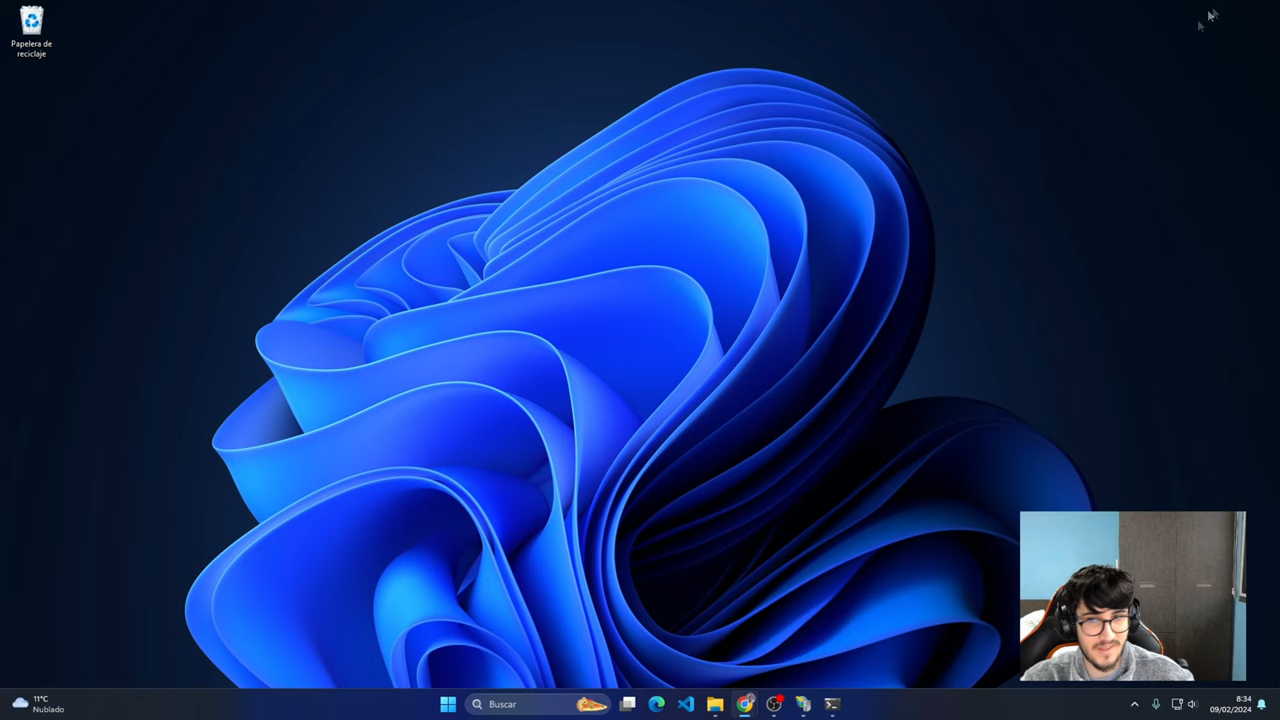 Papelera de
reciclaje
11°C
Nublado
Buscar
8:34
09/02/2024